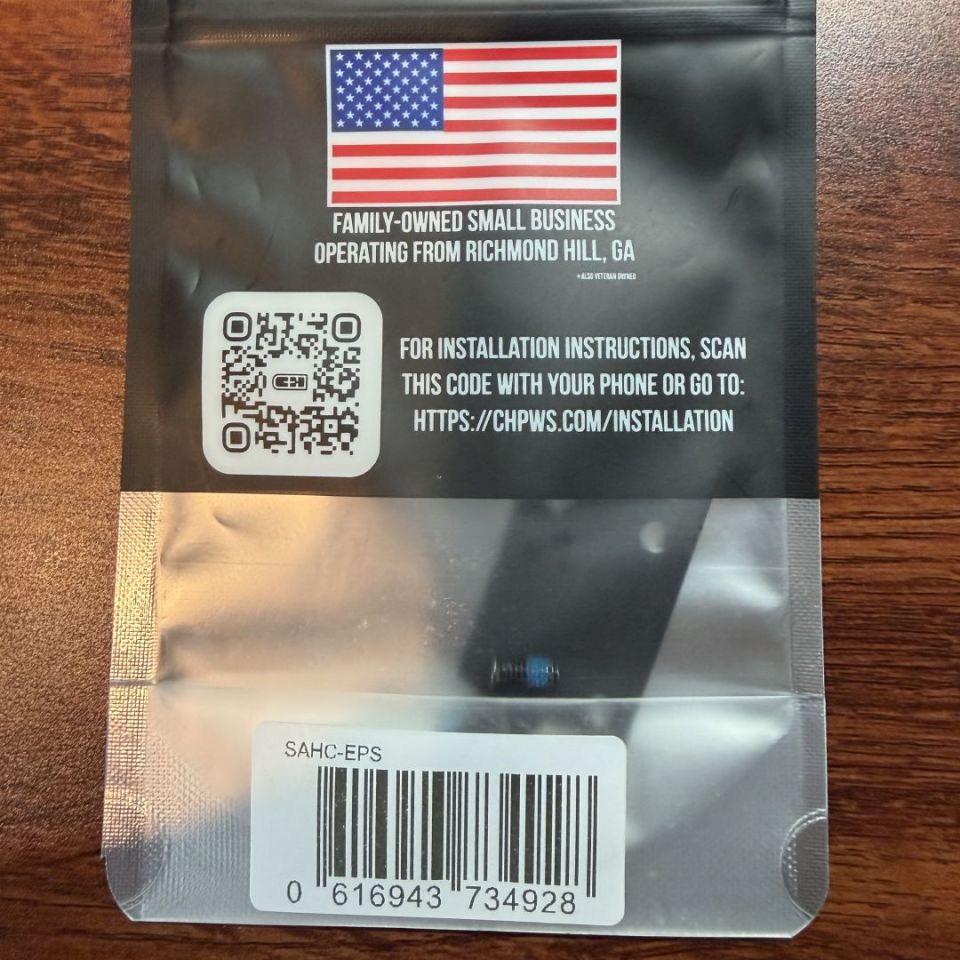 FAMILY-OWNED SMALL BUSINESS
OPERATING FROM RICHMOND HILL, GA
*ALSO VETERAN OWNED
FOR INSTALLATION INSTRUCTIONS, SCAN
THIS CODE WITH YOUR PHONE OR GO TO:
HTTPS://CHPWS.COM/INSTALLATION
CH
SAHC-EPS
0 616943 734928